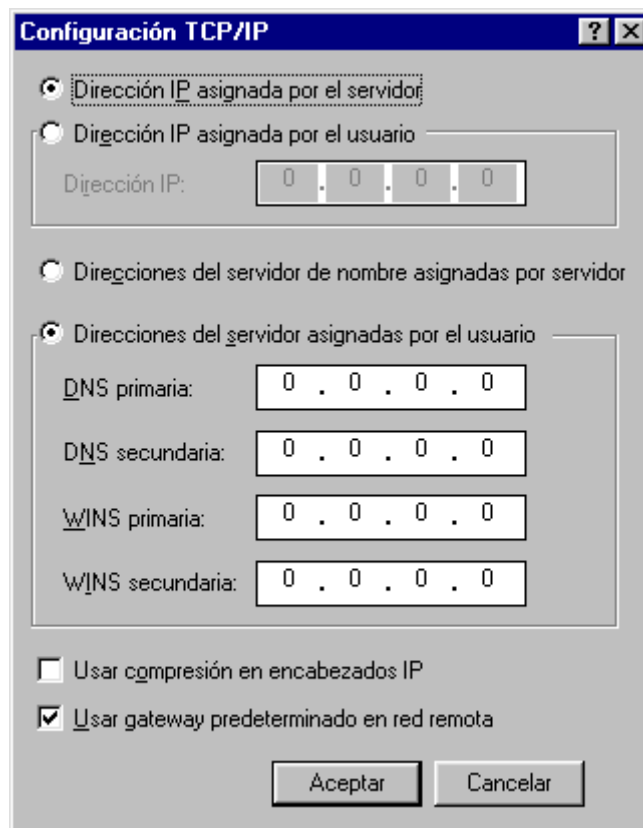 Configuración TCP/IP
Dirección IP asignada por el servidor
Dirección IP asignada por el usuario
Dirección IP: 0 . 0 . 0 . 0
Direcciones del servidor de nombre asignadas por servidor
Direcciones del servidor asignadas por el usuario
DNS primaria: 0 . 0 . 0 . 0
DNS secundaria: 0 . 0 . 0 . 0
WINS primaria: 0 . 0 . 0 . 0
WINS secundaria: 0 . 0 . 0 . 0
Usar compresión en encabezados IP
Usar gateway predeterminado en red remota
Aceptar Cancelar